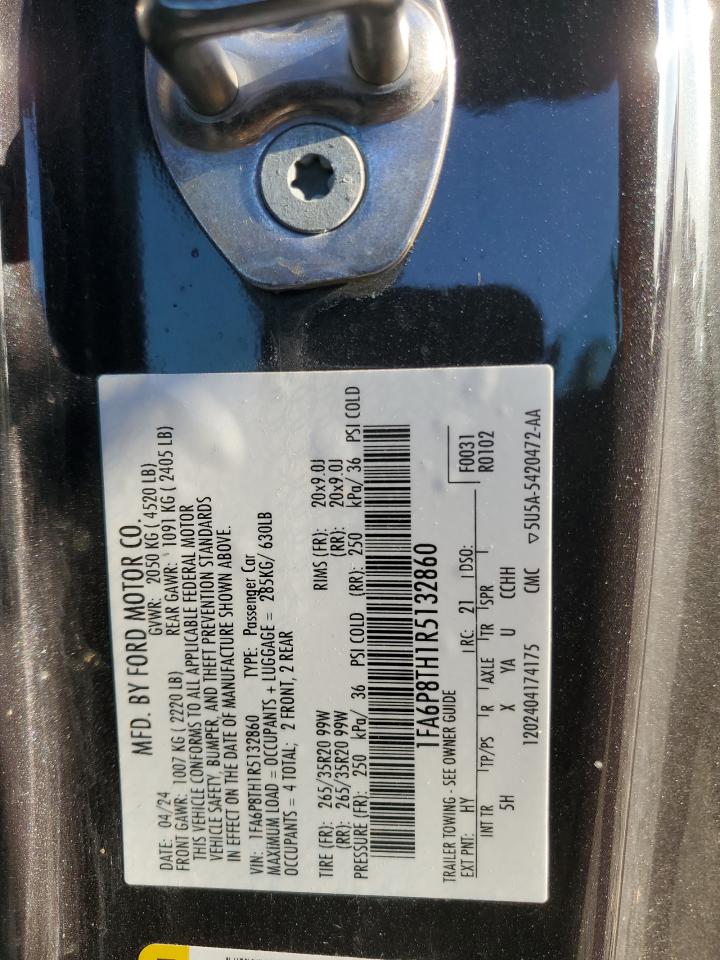 MFD. BY FORD MOTOR CO.
DATE: 04/24 GVWR: 2050 KG ( 4520 LB)
FRONT GAWR: 1007 KG ( 2220 LB) REAR GAWR: 1091 KG ( 2405 LB)
THIS VEHICLE CONFORMS TO ALL APPLICABLE FEDERAL MOTOR
VEHICLE SAFETY, BUMPER, AND THEFT PREVENTION STANDARDS
IN EFFECT ON THE DATE OF MANUFACTURE SHOWN ABOVE.
VIN: 1FA6P8TH1R5132860 TYPE: Passenger Car
MAXIMUM LOAD = OCCUPANTS + LUGGAGE = 285KG/ 630LB
OCCUPANTS = 4 TOTAL; 2 FRONT, 2 REAR
TIRE (FR): 265/35R20 99W RIMS (FR): 20x9.0J
(RR): 265/35R20 99W (RR): 20x9.0J
PRESSURE (FR): 250 kPa/ 36 PSI COLD (RR): 250 kPa/ 36 PSI COLD
1FA6P8TH1R5132860
TRAILER TOWING - SEE OWNER GUIDE F0031
EXT PNT: HY RC: 21 DSO: R0102
INT TR TP/PS R AXLE TR SPR
5H X YA U CCHH
1202404174175 CMC ▽5U5A-5420472-AA